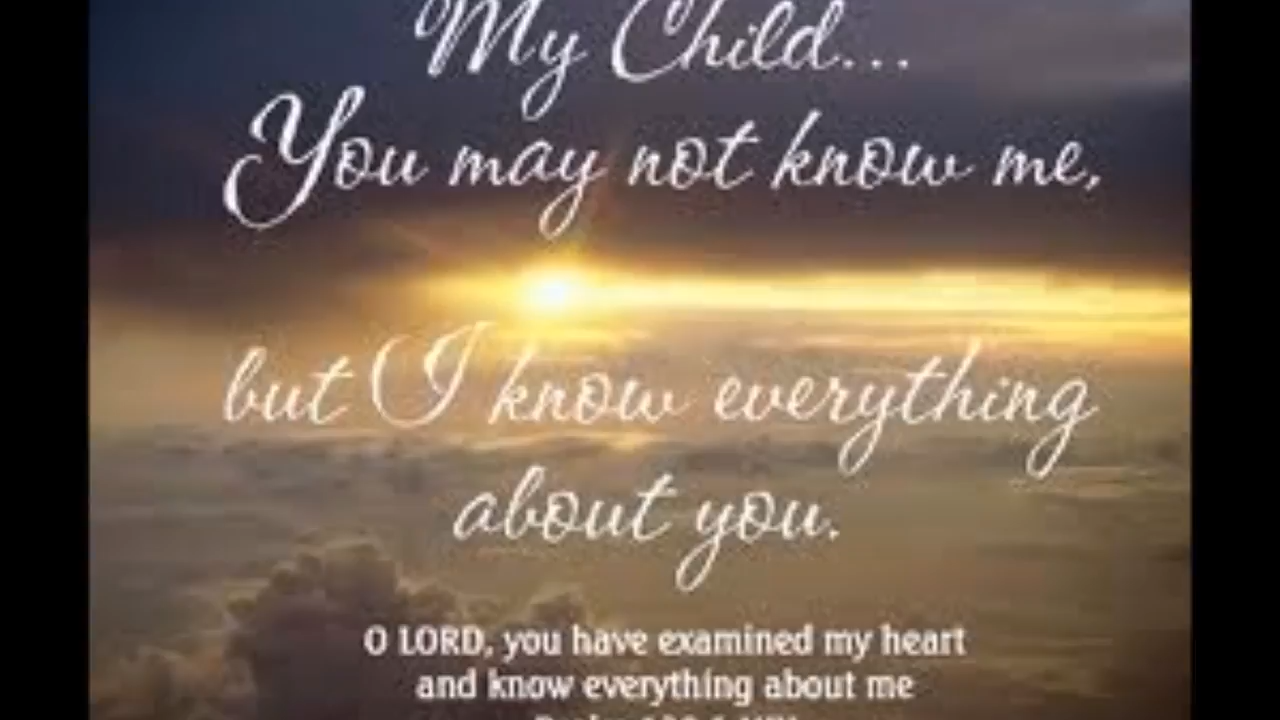 My Child...
You may not know me,
but I know everything
about you.
O LORD, you have examined my heart
and know everything about me